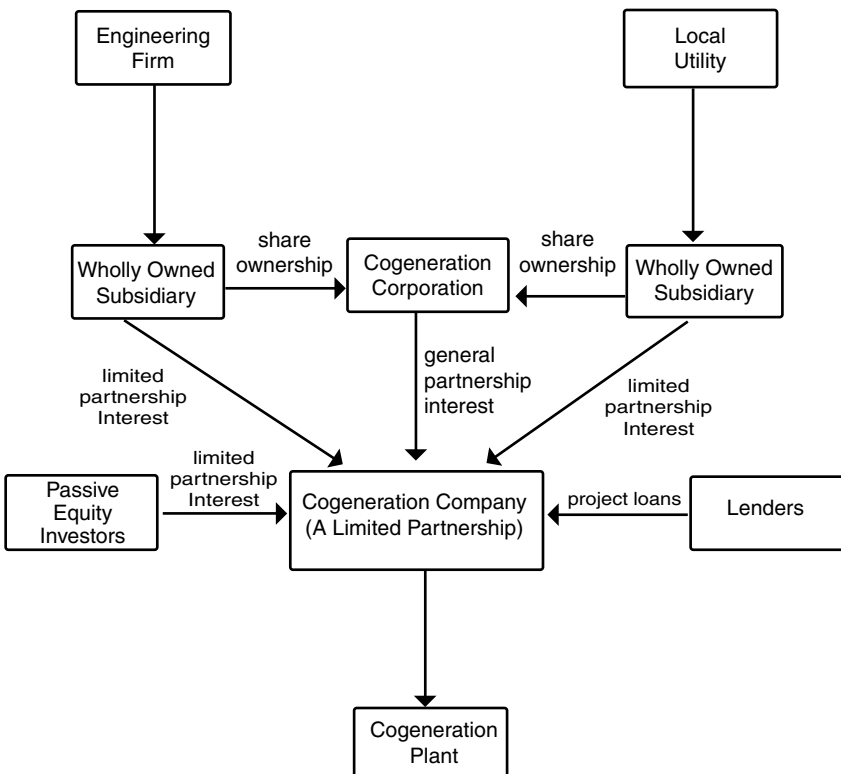 Engineering
Firm
Local
Utility
Wholly Owned
Subsidiary
share
ownership
Cogeneration
Corporation
share
ownership
Wholly Owned
Subsidiary
limited
partnership
Interest
general
partnership
interest
limited
partnership
Interest
Passive
Equity
Investors
limited
partnership
Interest
Cogeneration Company
(A Limited Partnership)
project loans
Lenders
Cogeneration
Plant